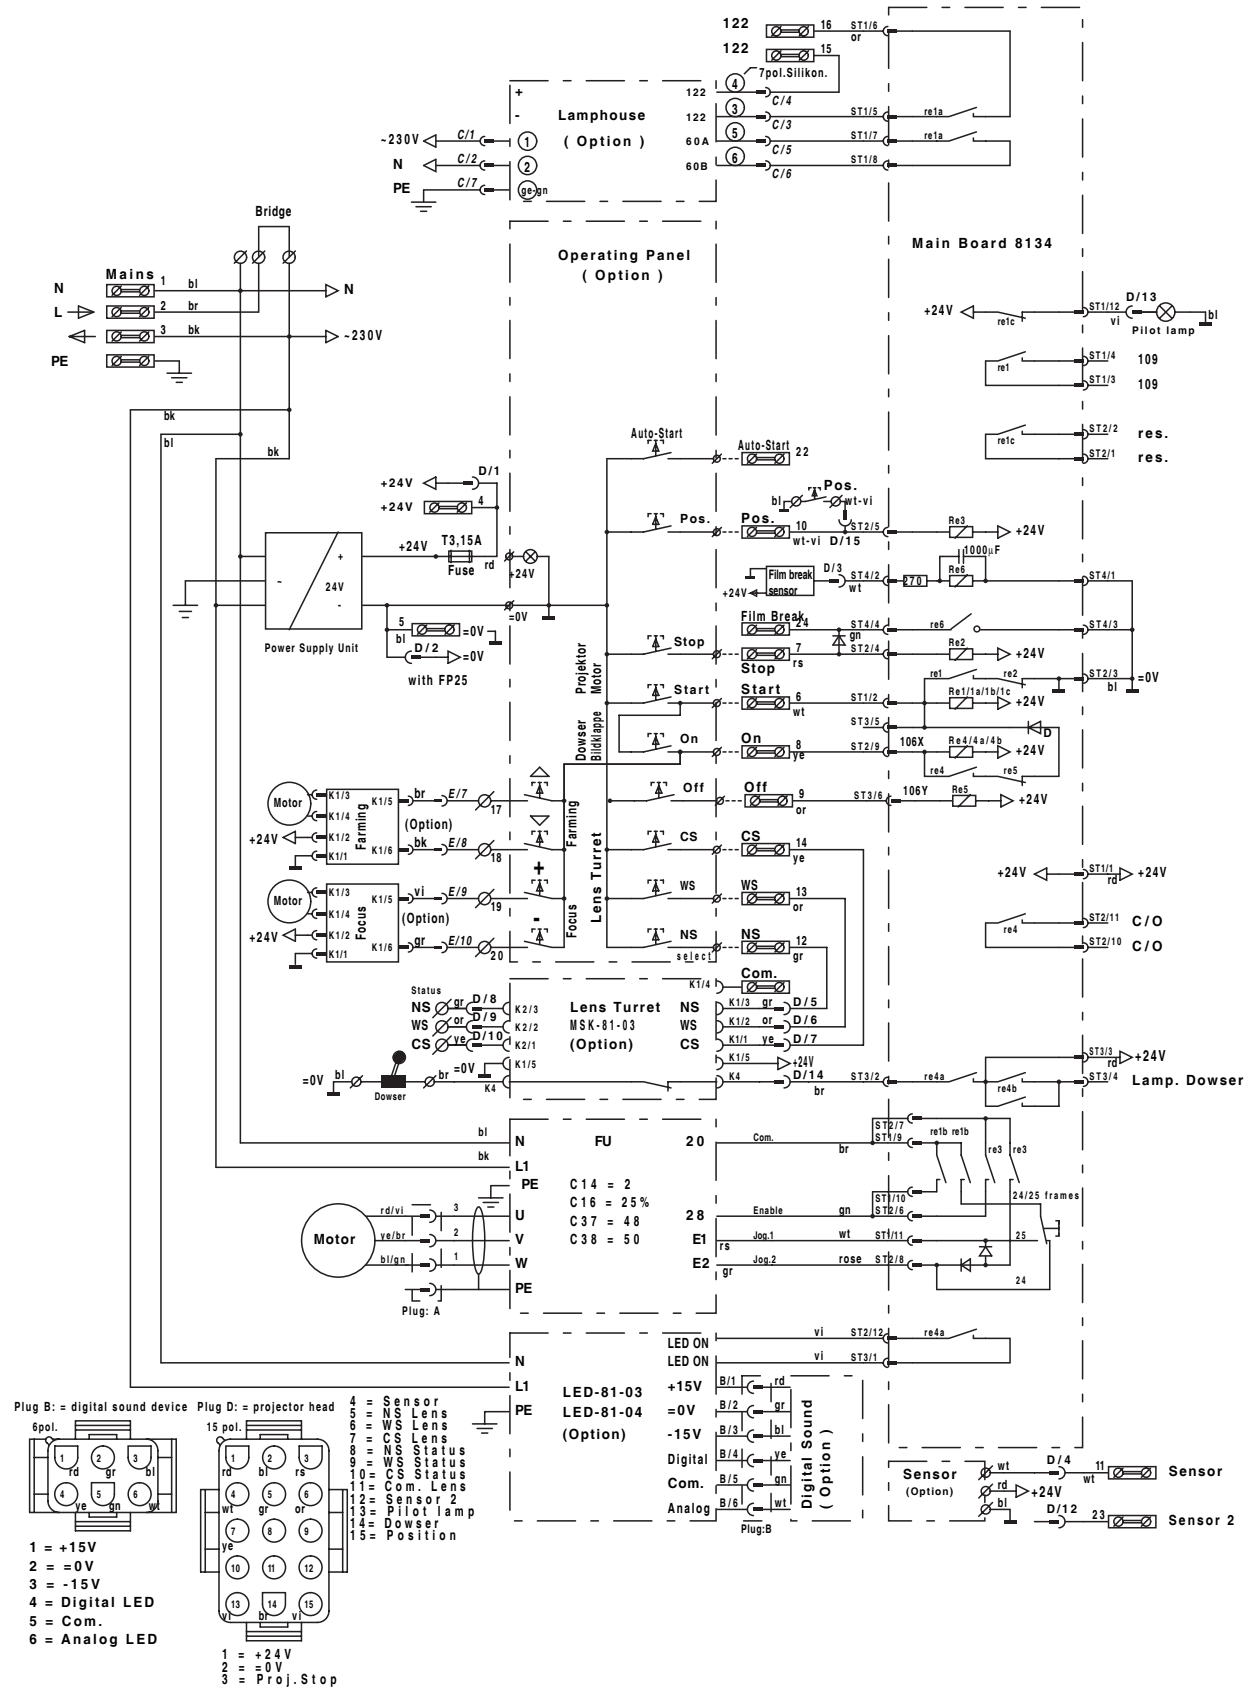 122 16 ST1/6
or
122 15
4 7pol.Silikon.
+ 122 C/4
- Lamphouse 122 3 C/3 ST1/5 re1a
~230V C/1 1 ( Option ) 60A 5 C/5 ST1/7 re1a
N C/2 2 60B 6 C/6 ST1/8
PE C/7 ge-gn
Bridge
Operating Panel
( Option )
Main Board 8134
Mains
N 1 bl N
L 2 br
3 bk ~230V
PE
+24V re1c ST1/12 vi D/13 bl
Pilot lamp
re1 ST1/4 109
ST1/3 109
bk
bl
bk
re1c ST2/2 res.
ST2/1 res.
Auto-Start Auto-Start 22
+24V D/1
+24V 4
bl Pos. wt-vi
Pos. Pos. 10 wt-vi D/15 ST2/5 Re3 +24V
+24V T3,15A Fuse rd +24V
+ 24V ~ -
Power Supply Unit
Film break sensor +24V D/3 wt ST4/2 270 1000µF Re6 ST4/1
=0V
5 bl =0V
D/2 =0V
with FP25
Film Break 24 gn ST4/4 re6 ST4/3
Projektor Motor
Stop Stop 7 rs ST2/4 Re2 +24V
re1 re2 ST2/3 bl =0V
Start Start 6 wt ST1/2 Re1/1a/1b/1c +24V
Dowser Bildklappe
ST3/5 D
On On 8 ye ST2/9 106X Re4/4a/4b +24V
re4 re5
Off Off 9 or ST3/6 106Y Re5 +24V
Motor K1/3 K1/5 br E/7 17
K1/4 (Option)
+24V K1/2 Farming K1/6 bk E/8 18
K1/1
Farming
CS CS 14 ye
+24V ST1/1 rd +24V
Motor K1/3 K1/5 vi E/9 19 +
K1/4 (Option)
+24V K1/2 Focus K1/6 gr E/10 20 -
K1/1
Focus
Lens Turret
WS WS 13 or
re4 ST2/11 C/O
ST2/10 C/O
NS select NS 12 gr
K1/4 Com.
Status
NS gr D/8 K2/3 Lens Turret NS K1/3 gr D/5
WS or D/9 K2/2 MSK-81-03 WS K1/2 or D/6
CS ye D/10 K2/1 (Option) CS K1/1 ye D/7
=0V K1/5 K1/5 +24V
ST3/3 rd +24V
=0V bl Dowser br K4 K4 D/14 br ST3/2 re4a re4b ST3/4 Lamp. Dowser
bl N FU 20 Com. br ST2/7 ST1/9 re1b re1b re3 re3
bk L1
PE C14 = 2
C16 = 25%
C37 = 48
C38 = 50
ST1/10 24/25 frames
Motor rd/vi 3 U 28 Enable gn ST2/6
ye/br 2 V E1 rs Jog.1 wt ST1/11 25
bl/gn 1 W E2 gr Jog.2 rose ST2/8 24
PE
Plug: A
LED ON vi ST2/12 re4a
N LED ON vi ST3/1
L1 LED-81-03 +15V B/1 rd
PE LED-81-04 =0V B/2 gr
(Option) -15V B/3 bl
Digital B/4 ye
Com. B/5 gn
Analog B/6 wt
Plug:B
Digital Sound
( Option )
Sensor
(Option)
wt D/4 11 wt Sensor
rd +24V
bl D/12 23 Sensor 2
Plug B: = digital sound device
6pol.
1 2 3
rd gr bl
4 5 6
ye gn wt
1 = +15V
2 = =0V
3 = -15V
4 = Digital LED
5 = Com.
6 = Analog LED
Plug D: = projector head
15 pol.
1 2 3
rd bl rs
4 5 6
wt gr or
7 8 9
ye
10 11 12
13 14 15
vi br vi
1 = +24V
2 = =0V
3 = Proj.Stop
4 = Sensor
5 = NS Lens
6 = WS Lens
7 = CS Lens
8 = NS Status
9 = WS Status
10= CS Status
11= Com. Lens
12= Sensor 2
13= Pilot lamp
14= Dowser
15= Position